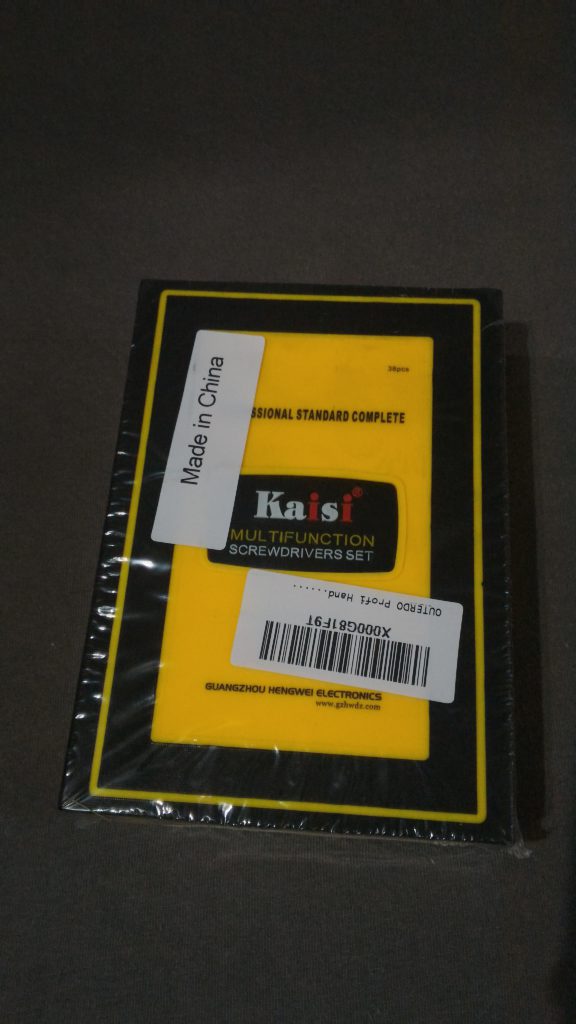 Made in China
38pcs
SSIONAL STANDARD COMPLETE
Kaisi®
MULTIFUNCTION
SCREWDRIVERS SET
OUTERDO Profi Hand......
X000G81F9T
GUANGZHOU HENGWEI ELECTRONICS
www.gzhwdz.com